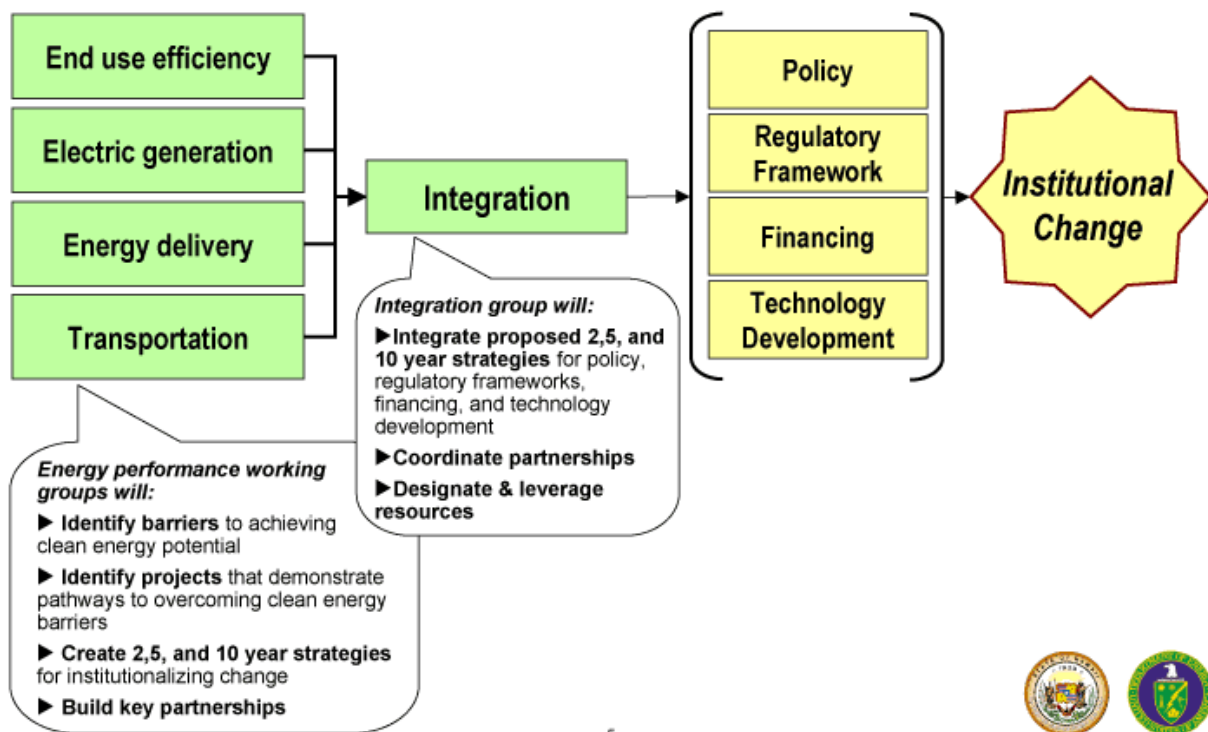 End use efficiency
Electric generation
Energy delivery
Transportation
Integration
Policy
Regulatory
Framework
Financing
Technology
Development
Institutional
Change
Integration group will:
▶Integrate proposed 2,5, and
10 year strategies for policy,
regulatory frameworks,
financing, and technology
development
▶Coordinate partnerships
▶Designate & leverage
resources
Energy performance working
groups will:
▶ Identify barriers to achieving
clean energy potential
▶ Identify projects that demonstrate
pathways to overcoming clean energy
barriers
▶ Create 2,5, and 10 year strategies
for institutionalizing change
▶ Build key partnerships
STATE OF HAWAII
1959